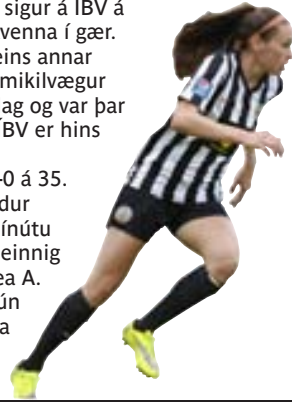 sigur á ÍBV á
venna í gær.
eins annar
mikilvægur
ag og var þar
ÍBV er hins
-0 á 35.
dur
ínútu
einnig
ea A.
ún
a